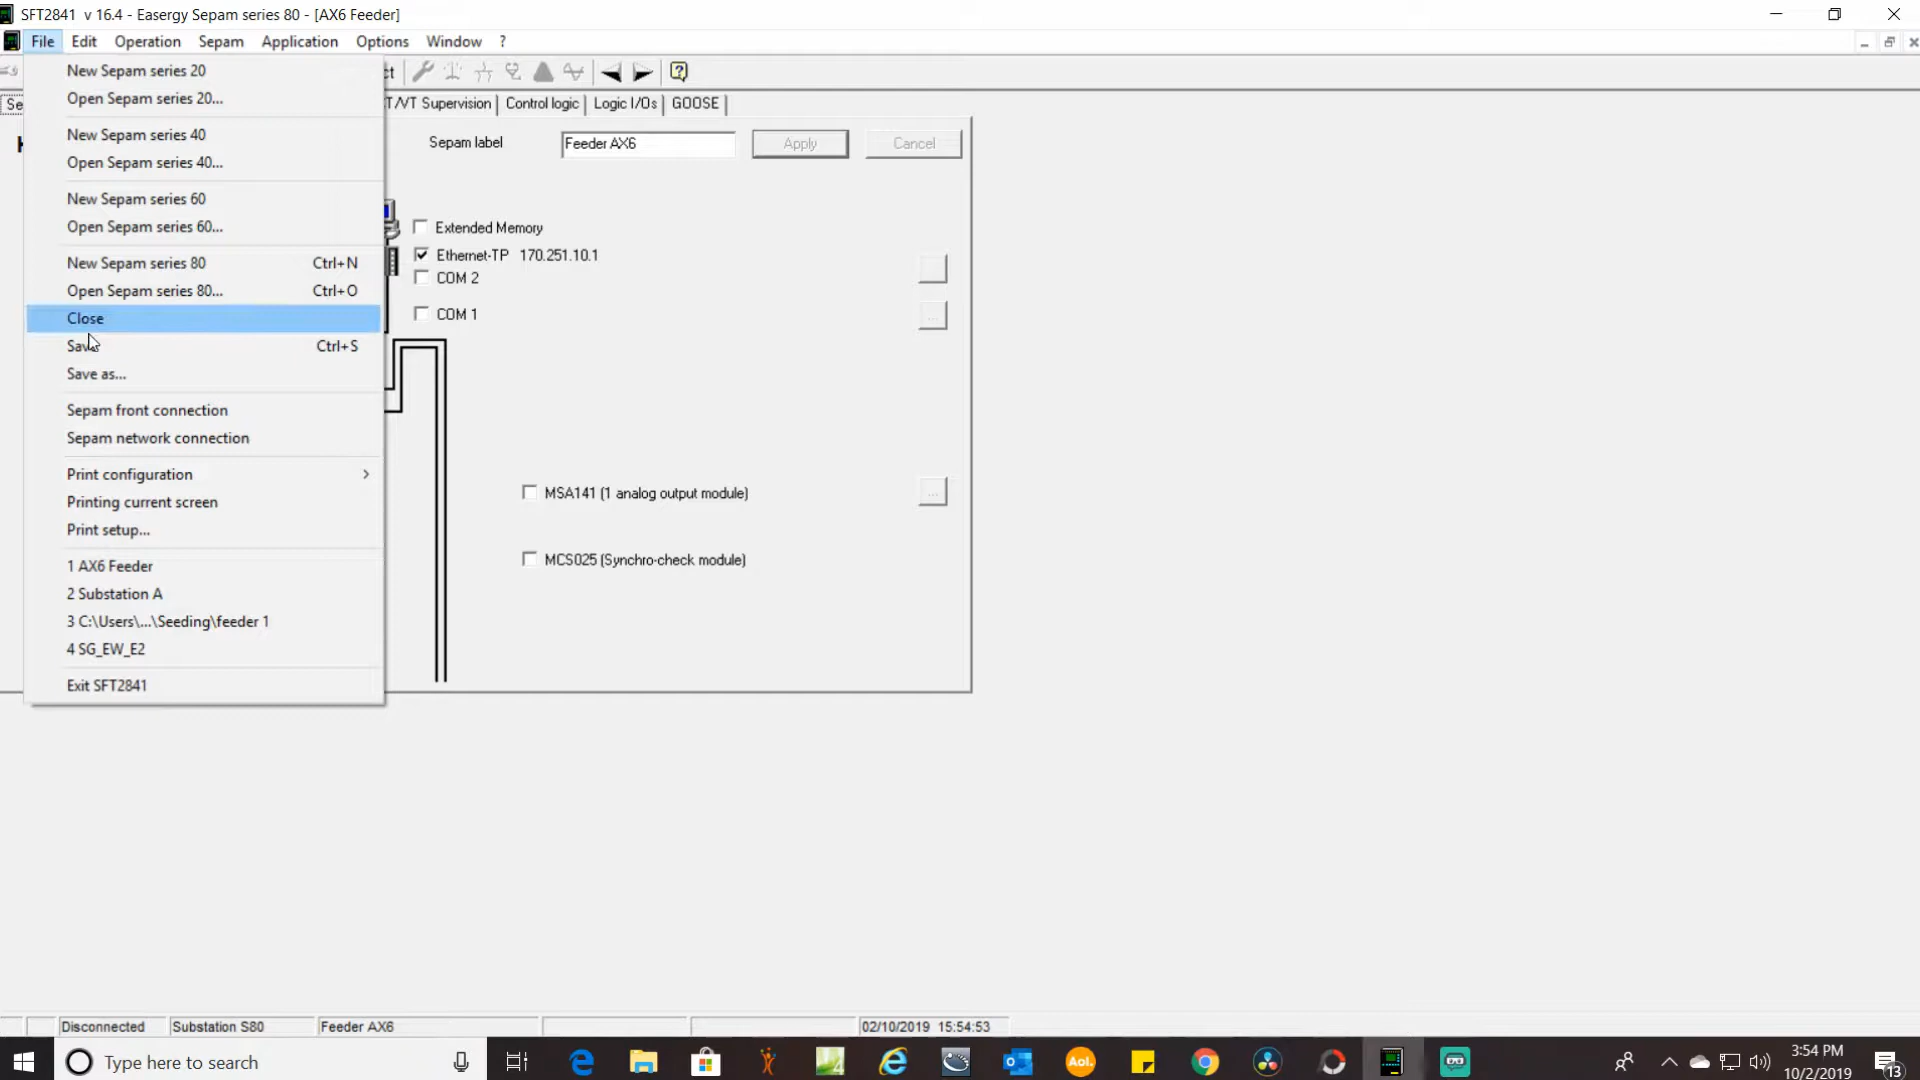 SFT2841 v 16.4 - Easergy Sepam series 80 - [AX6 Feeder]
File Edit Operation Sepam Application Options Window ?
New Sepam series 20
Open Sepam series 20...
New Sepam series 40
Open Sepam series 40...
New Sepam series 60
Open Sepam series 60...
New Sepam series 80 Ctrl+N
Open Sepam series 80... Ctrl+O
Close
Save Ctrl+S
Save as...
Sepam front connection
Sepam network connection
Print configuration
Printing current screen
Print setup...
1 AX6 Feeder
2 Substation A
3 C:\Users\...\Seeding\feeder 1
4 SG_EW_E2
Exit SFT2841
T/VT Supervision Control logic Logic I/Os GOOSE
Sepam label Feeder AX6 Apply Cancel
Extended Memory
Ethernet-TP 170.251.10.1
COM 2
COM 1
...
MSA141 (1 analog output module) ...
MCS025 (Synchro-check module)
Disconnected Substation S80 Feeder AX6 02/10/2019 15:54:53
Type here to search
Aol.
3:54 PM
10/2/2019
13